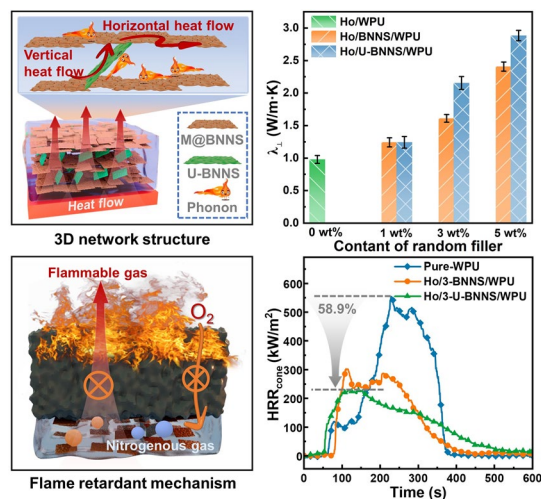 Horizontal heat flow
Vertical
heat flow
M@BNNS
U-BNNS
Phonon
Heat flow
3D network structure
Ho/WPU
Ho/BNNS/WPU
Ho/U-BNNS/WPU
λ⊥ (W/m·K)
3.0
2.5
2.0
1.5
1.0
0.5
0.0
0 wt%
1 wt%
3 wt%
5 wt%
Contant of random filler
Flammable gas
O2
Nitrogenous gas
Flame retardant mechanism
Pure-WPU
Ho/3-BNNS/WPU
Ho/3-U-BNNS/WPU
58.9%
HRRcone (kW/m²)
600
500
400
300
200
100
0
0 100 200 300 400 500 600
Time (s)